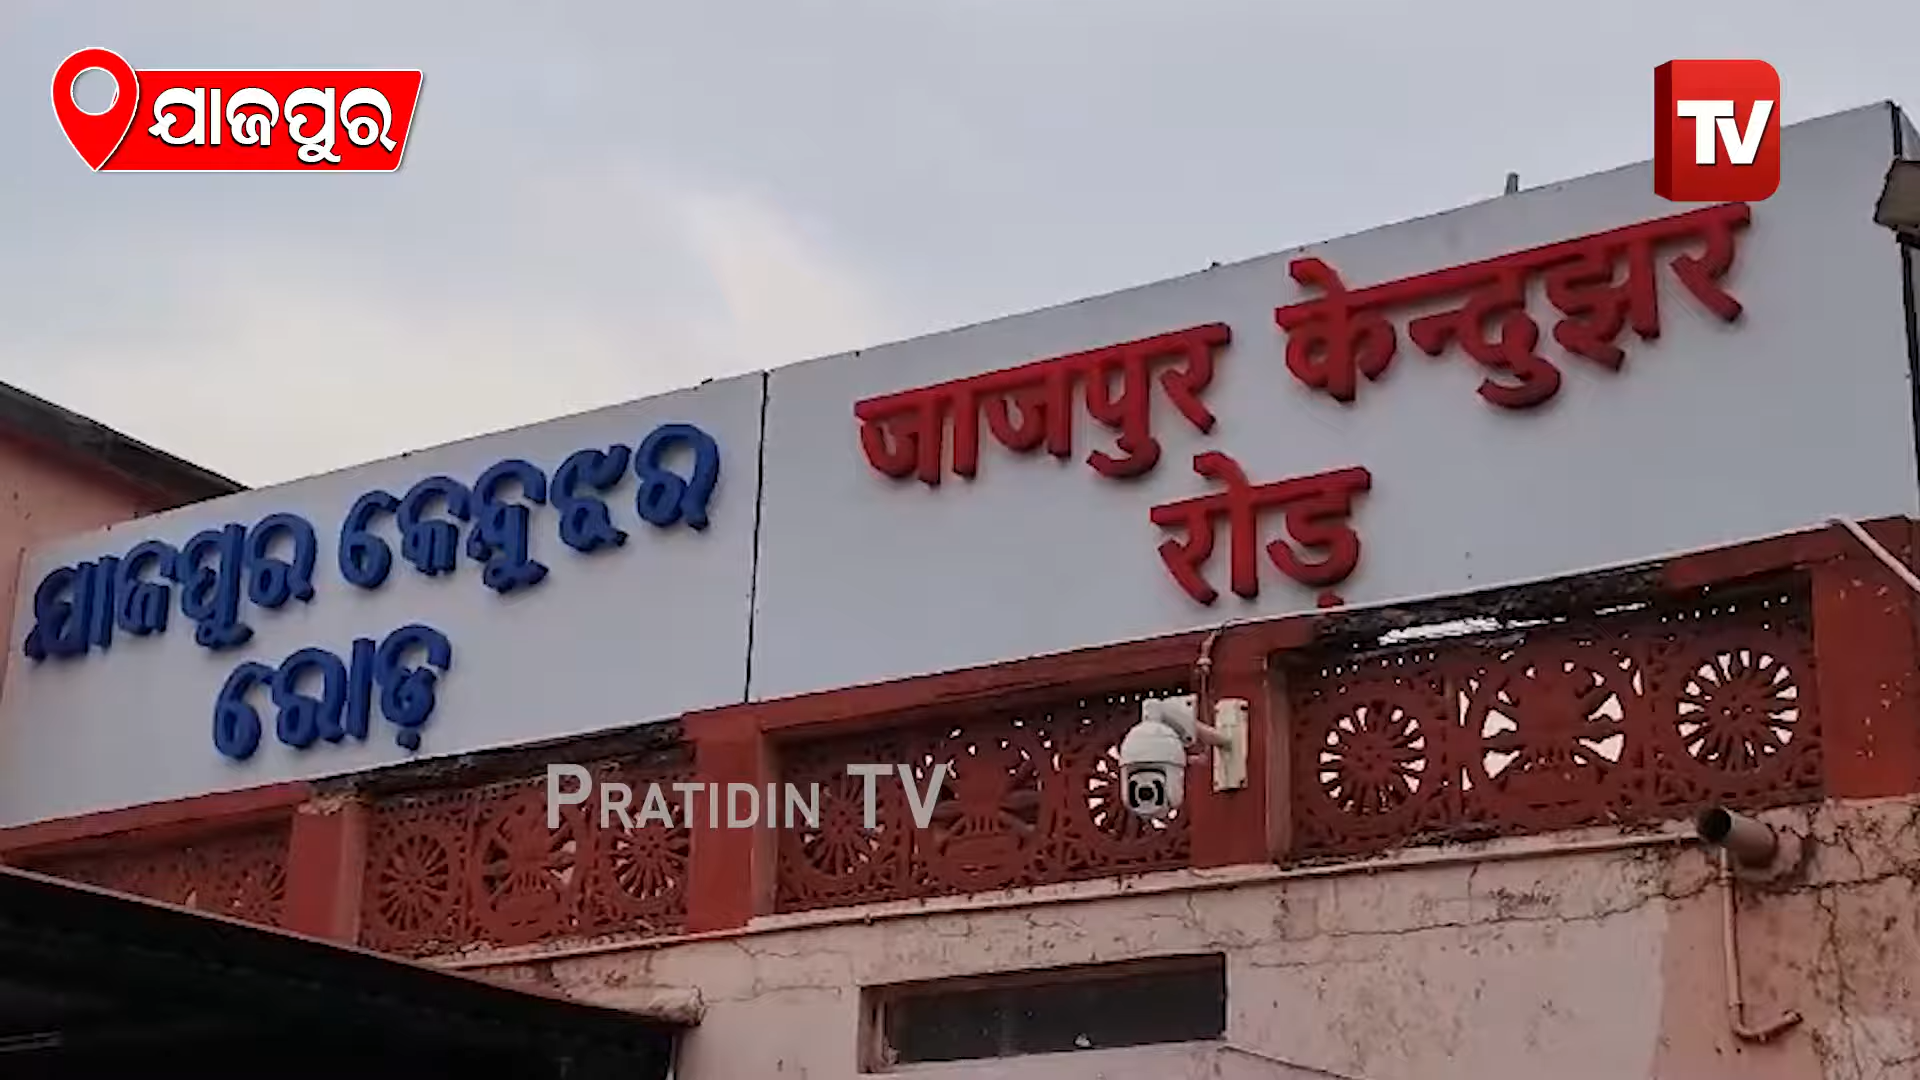 ଯାଜପୁର
TV
ଯାଜପୁର କେନ୍ଦୁଝର
ରୋଡ଼
जाजपुर केन्दुझर
रोड़
PRATIDIN TV